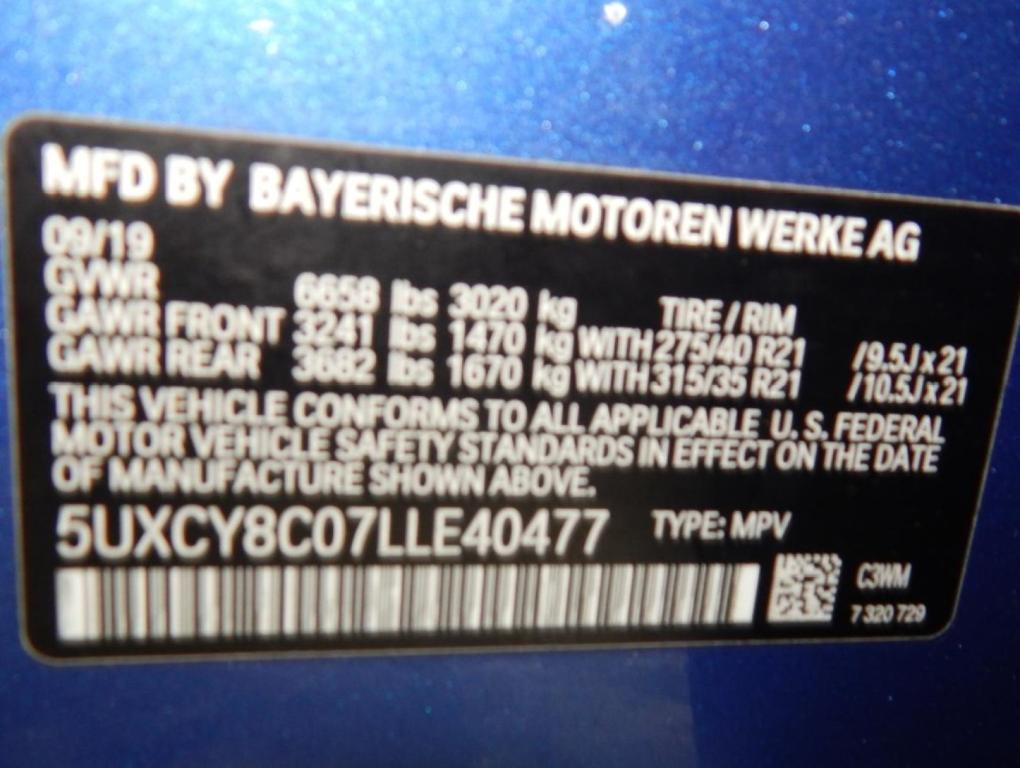 MFD BY BAYERISCHE MOTOREN WERKE AG
09/19
GVWR 6658 lbs 3020 kg TIRE / RIM
GAWR FRONT 3241 lbs 1470 kg WITH 275/40 R21 /9.5J x 21
GAWR REAR 3682 lbs 1670 kg WITH 315/35 R21 /10.5J x 21
THIS VEHICLE CONFORMS TO ALL APPLICABLE U. S. FEDERAL
MOTOR VEHICLE SAFETY STANDARDS IN EFFECT ON THE DATE
OF MANUFACTURE SHOWN ABOVE.
5UXCY8C07LLE40477 TYPE: MPV
C3WM
7 320 729